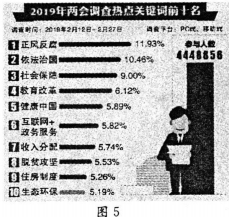 2019年两会调查热点关键词前十名
调查时间：2019年2月12日-2月27日
调查平台：PC端、移动端
1 正风反腐 11.93%
2 依法治国 10.46%
3 社会保障 9.00%
4 教育改革 6.12%
5 健康中国 5.89%
6 互联网+
政务服务 5.82%
7 收入分配 5.74%
8 脱贫攻坚 5.53%
9 住房制度 5.26%
10 生态环保 5.19%
参与人数
4448856
图 5